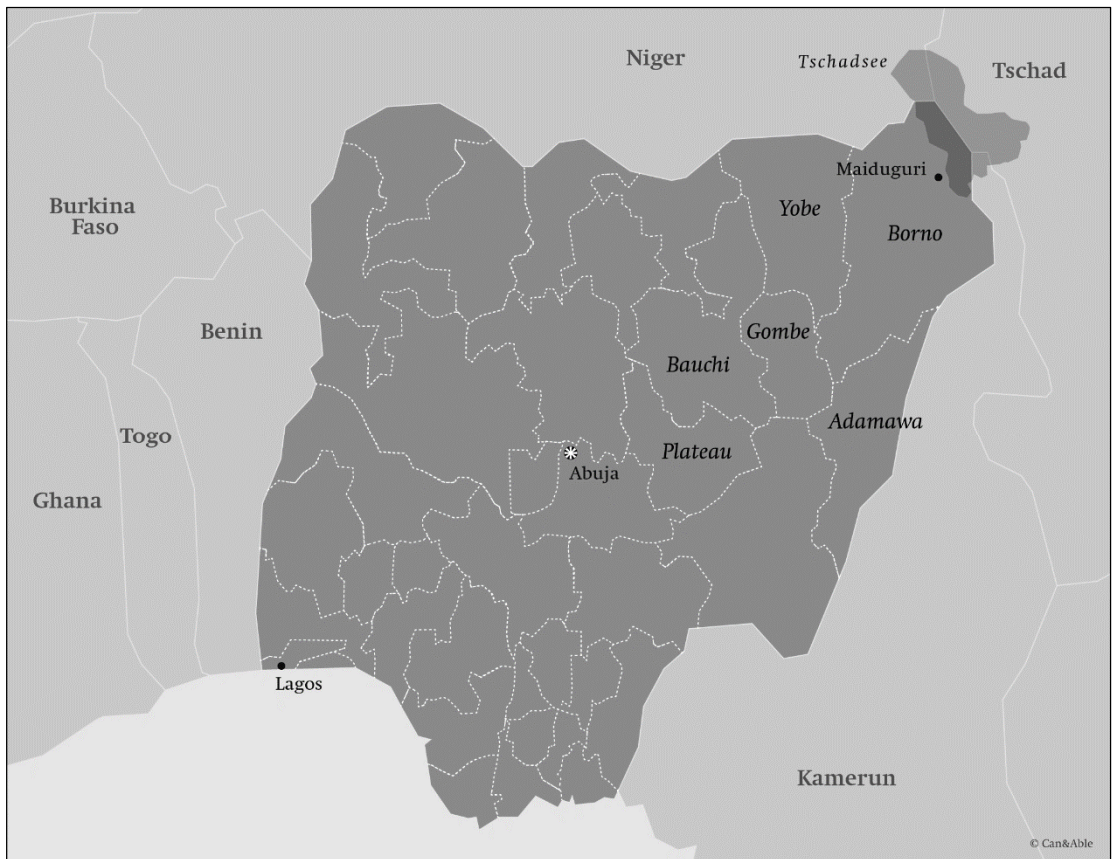 Niger
Tschadsee
Tschad
Maiduguri
Burkina
Faso
Yobe
Borno
Benin
Gombe
Bauchi
Adamawa
Togo
Plateau
Abuja
Ghana
Lagos
Kamerun
© Can&Able